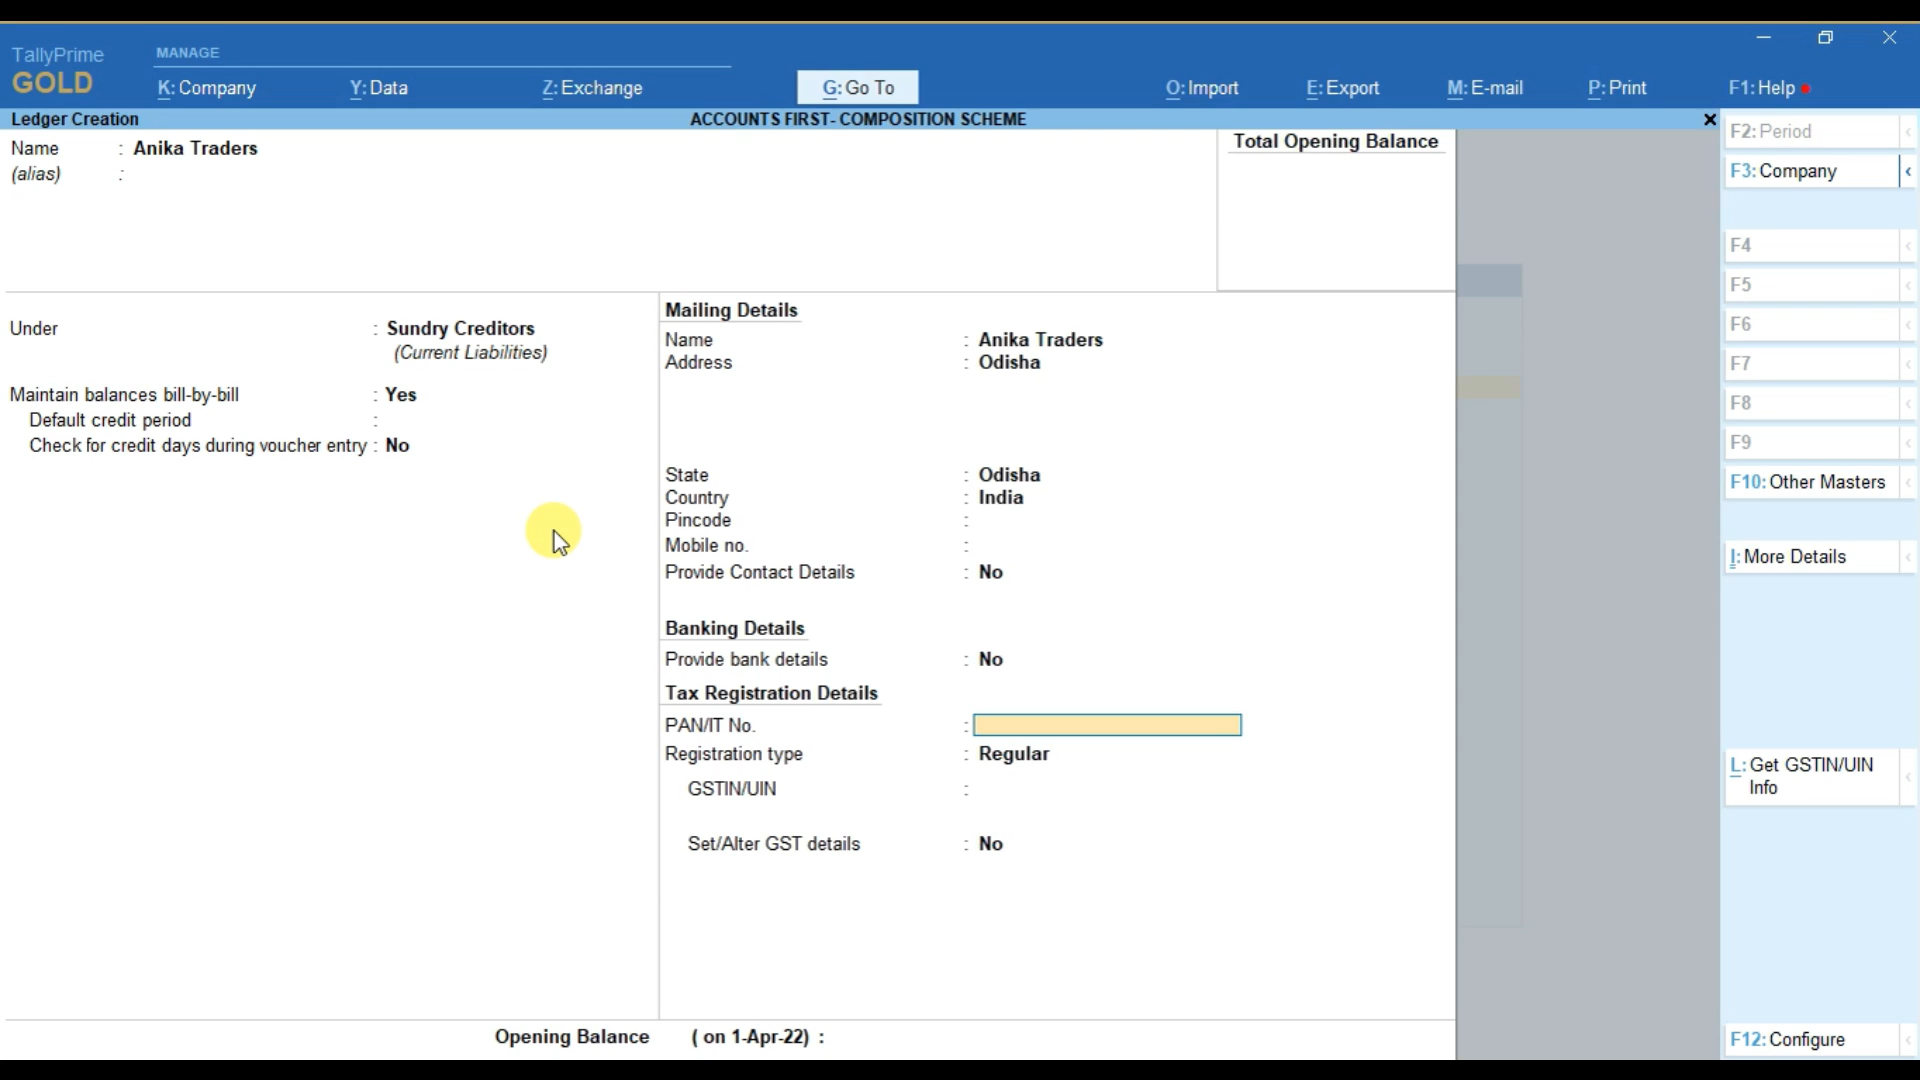 TallyPrime
GOLD
MANAGE
K: Company
Y: Data
Z: Exchange
G: Go To
O: Import
E: Export
M: E-mail
P: Print
F1: Help
Ledger Creation
ACCOUNTS FIRST- COMPOSITION SCHEME
Name : Anika Traders
(alias) :
Total Opening Balance
Under : Sundry Creditors
(Current Liabilities)
Maintain balances bill-by-bill : Yes
Default credit period :
Check for credit days during voucher entry : No
Mailing Details
Name : Anika Traders
Address : Odisha
State : Odisha
Country : India
Pincode :
Mobile no. :
Provide Contact Details : No
Banking Details
Provide bank details : No
Tax Registration Details
PAN/IT No. :
Registration type : Regular
GSTIN/UIN :
Set/Alter GST details : No
Opening Balance ( on 1-Apr-22) :
F2: Period
F3: Company
F4
F5
F6
F7
F8
F9
F10: Other Masters
I: More Details
L: Get GSTIN/UIN
Info
F12: Configure